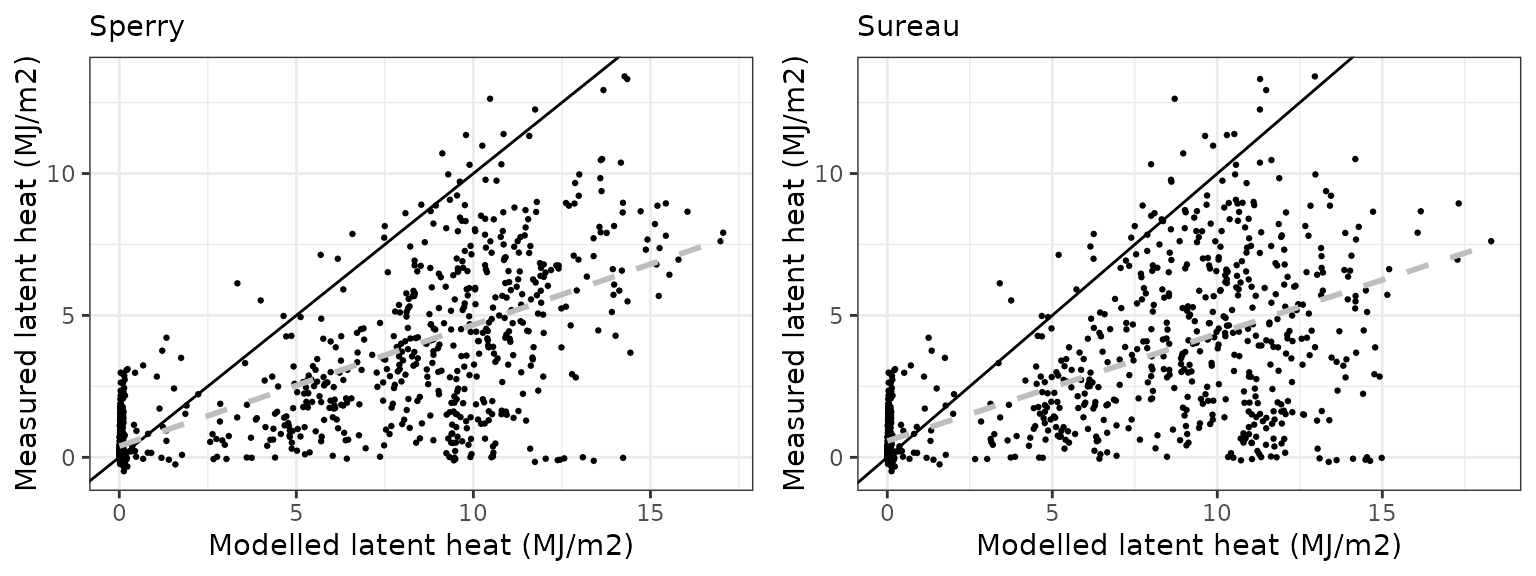 Sperry
Measured latent heat (MJ/m2)
10
5
0
0 5 10 15
Modelled latent heat (MJ/m2)
Sureau
Measured latent heat (MJ/m2)
10
5
0
0 5 10 15
Modelled latent heat (MJ/m2)